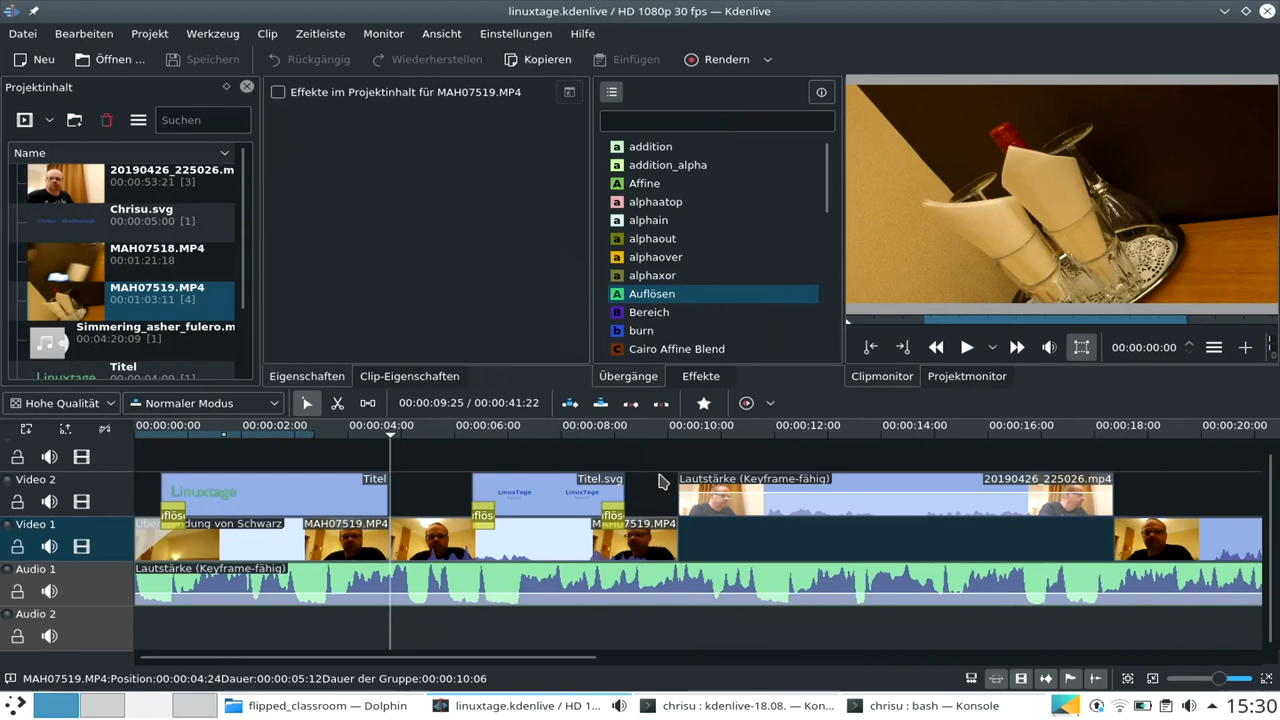 linuxtage.kdenlive / HD 1080p 30 fps — Kdenlive
Datei Bearbeiten Projekt Werkzeug Clip Zeitleiste Monitor Ansicht Einstellungen Hilfe
Neu Öffnen ... Speichern Rückgängig Wiederherstellen Kopieren Einfügen Rendern
Projektinhalt
Suchen
Name
20190426_225026.m
00:00:53:21 [3]
Chrisu.svg
00:00:05:00 [1]
MAH07518.MP4
00:01:21:18
MAH07519.MP4
00:01:03:11 [4]
Simmering_asher_fulero.m
00:04:20:09 [1]
Titel
Linuxtage
Effekte im Projektinhalt für MAH07519.MP4
Eigenschaften Clip-Eigenschaften
addition
addition_alpha
Affine
alphaatop
alphain
alphaout
alphaover
alphaxor
Auflösen
Bereich
burn
Cairo Affine Blend
Übergänge Effekte
00:00:00:00
Clipmonitor Projektmonitor
Hohe Qualität Normaler Modus 00:00:09:25 / 00:00:41:22
00:00:00:00 00:00:02:00 00:00:04:00 00:00:06:00 00:00:08:00 00:00:10:00 00:00:12:00 00:00:14:00 00:00:16:00 00:00:18:00 00:00:20:00
Video 2 Titel Titel.svg Lautstärke (Keyframe-fähig) 20190426_225026.mp4
Linuxtage LinuxTage LinuxTage
Video 1 MAH07519.MP4 MAH07519.MP4
Audio 1 Lautstärke (Keyframe-fähig)
Audio 2
MAH07519.MP4:Position:00:00:04:24Dauer:00:00:05:12Dauer der Gruppe:00:00:10:06
flipped_classroom — Dolphin linuxtage.kdenlive / HD 1... chrisu : kdenlive-18.08. — Kon... chrisu : bash — Konsole 15:30